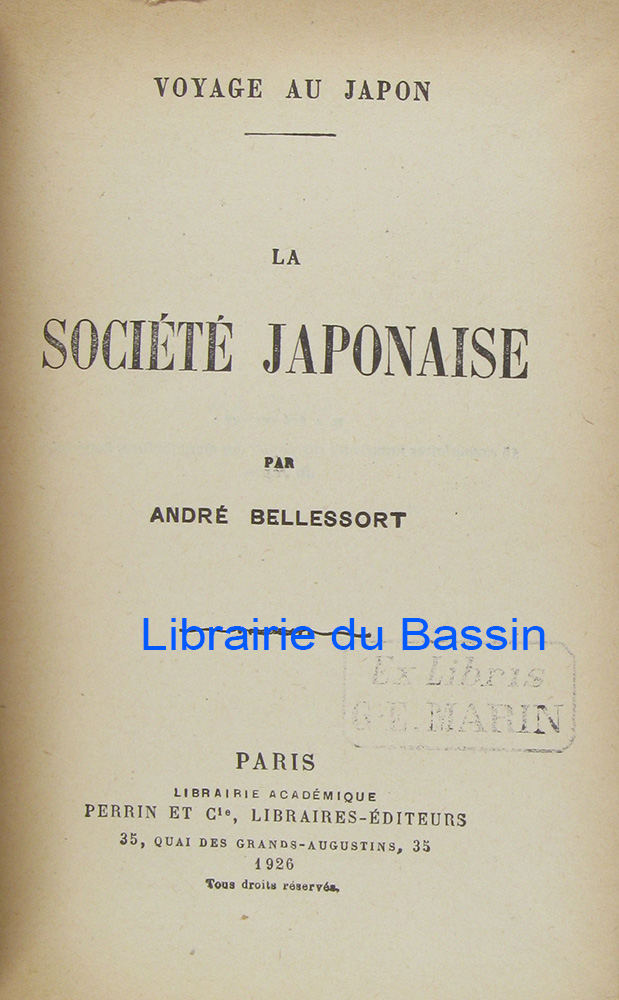 VOYAGE AU JAPON
LA
SOCIÉTÉ JAPONAISE
PAR
ANDRÉ BELLESSORT
Librairie du Bassin
Ex Libris
G.-E. MARIN
PARIS
LIBRAIRIE ACADÉMIQUE
PERRIN ET Cie, LIBRAIRES-ÉDITEURS
35, QUAI DES GRANDS-AUGUSTINS, 35
1926
Tous droits réservés.